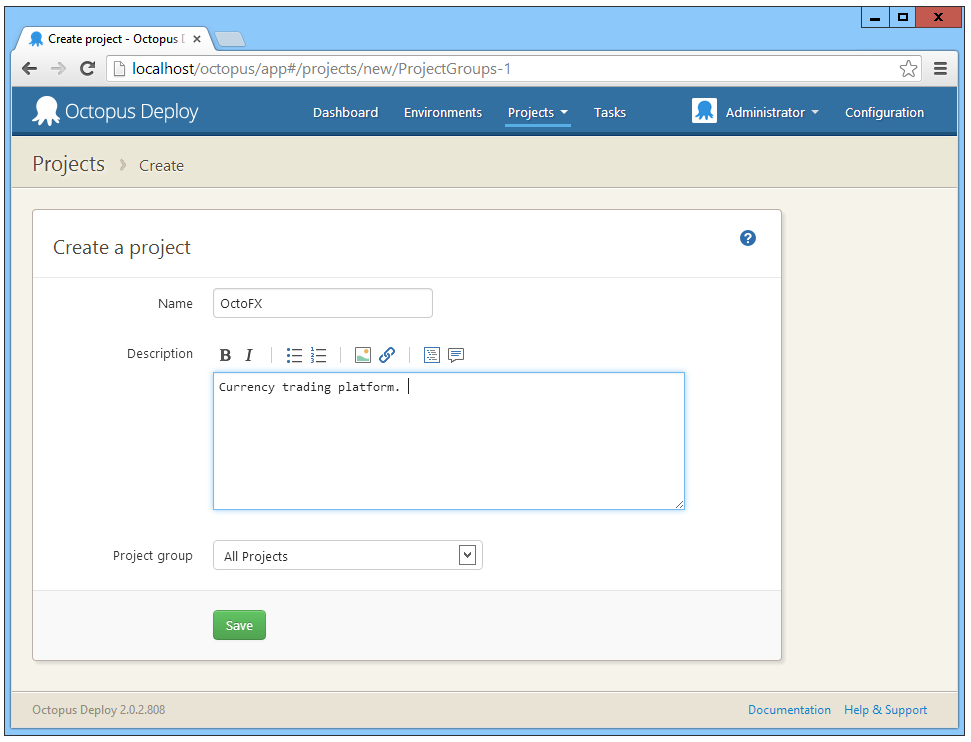 Create project - Octopus D
localhost/octopus/app#/projects/new/ProjectGroups-1
Octopus Deploy Dashboard Environments Projects Tasks Administrator Configuration
Projects Create
Create a project
Name OctoFX
Description B I
Currency trading platform.
Project group All Projects
Save
Octopus Deploy 2.0.2.808 Documentation Help & Support